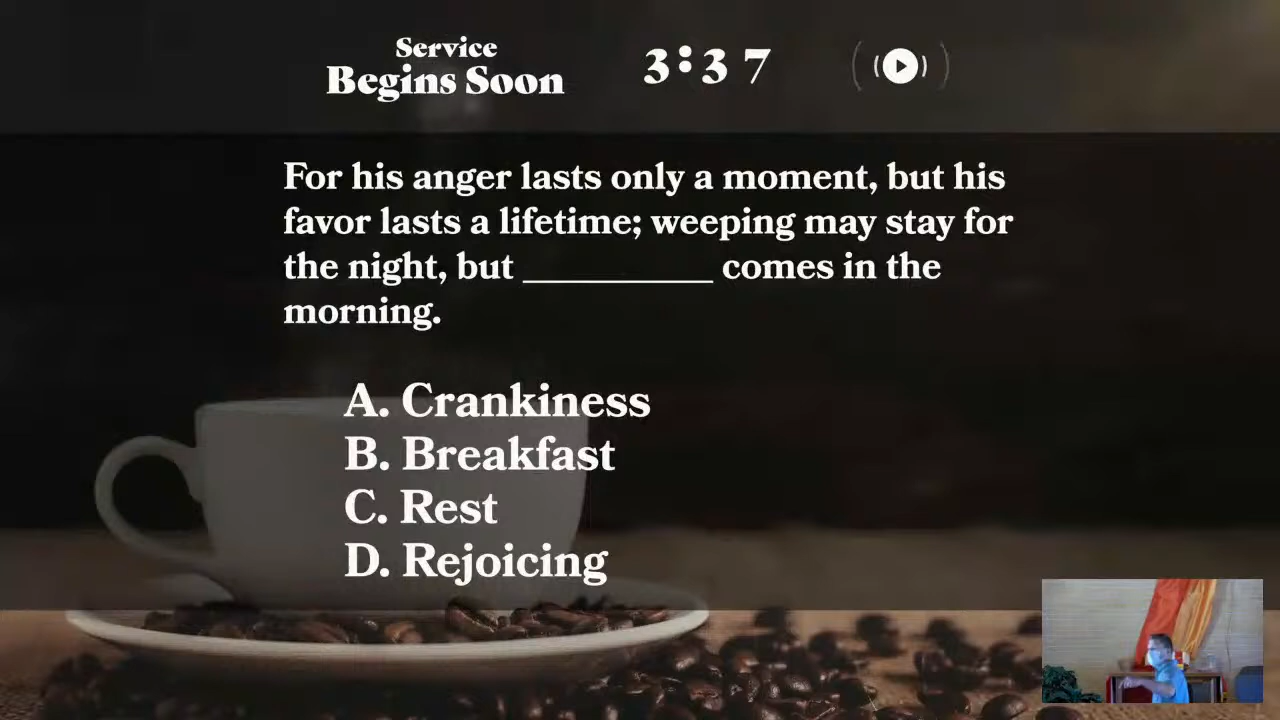 Service
Begins Soon
3:37
For his anger lasts only a moment, but his
favor lasts a lifetime; weeping may stay for
the night, but __________ comes in the
morning.
A. Crankiness
B. Breakfast
C. Rest
D. Rejoicing